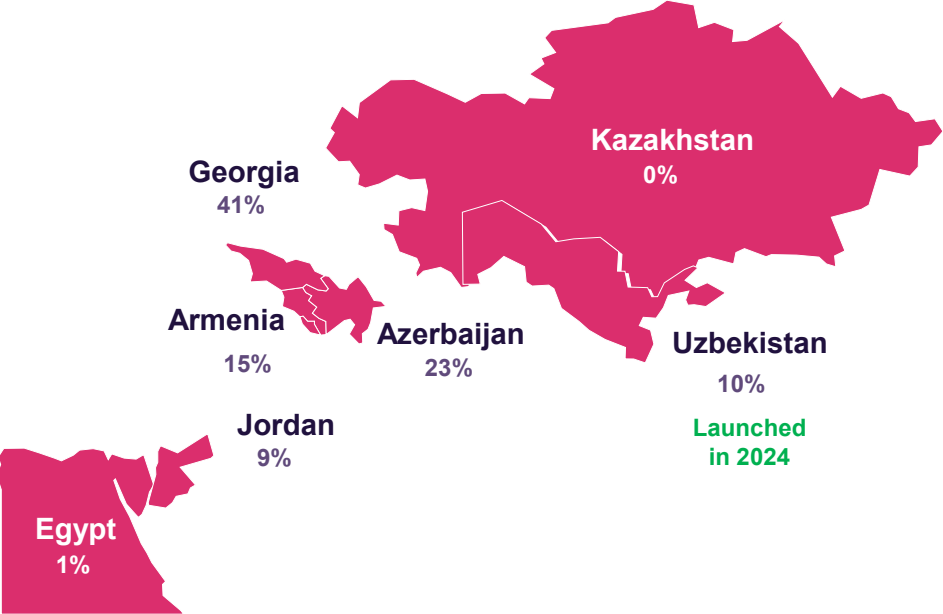 Kazakhstan
0%
Georgia
41%
Armenia
15%
Azerbaijan
23%
Uzbekistan
10%
Launched
in 2024
Jordan
9%
Egypt
1%